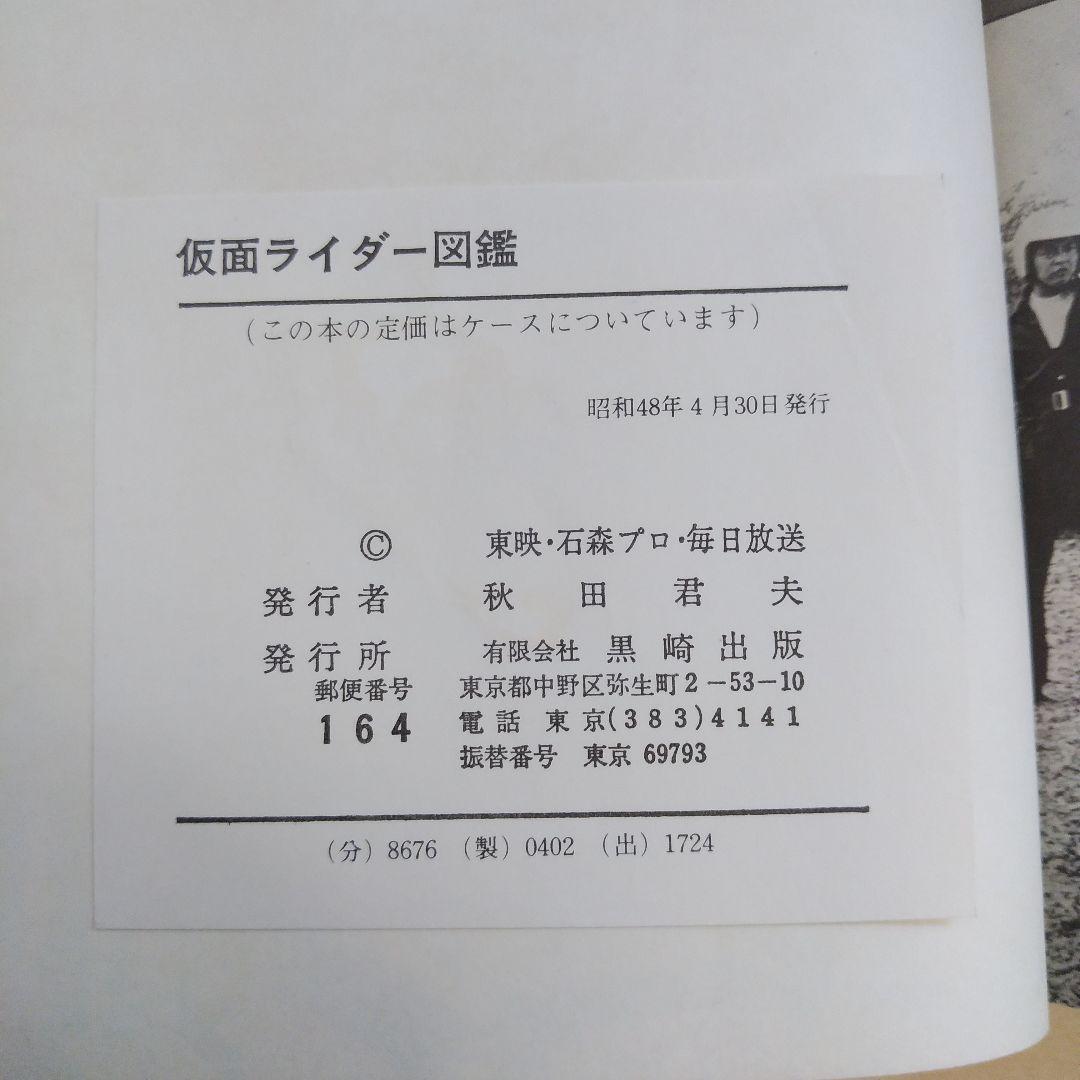 仮面ライダー図鑑
（この本の定価はケースについています）
昭和48年4月30日発行
© 東映・石森プロ・毎日放送
発行者 秋田君夫
発行所 有限会社 黒崎出版
郵便番号 東京都中野区弥生町2-53-10
164 電話 東京(383)4141
振替番号 東京 69793
（分）8676 （製）0402 （出）1724